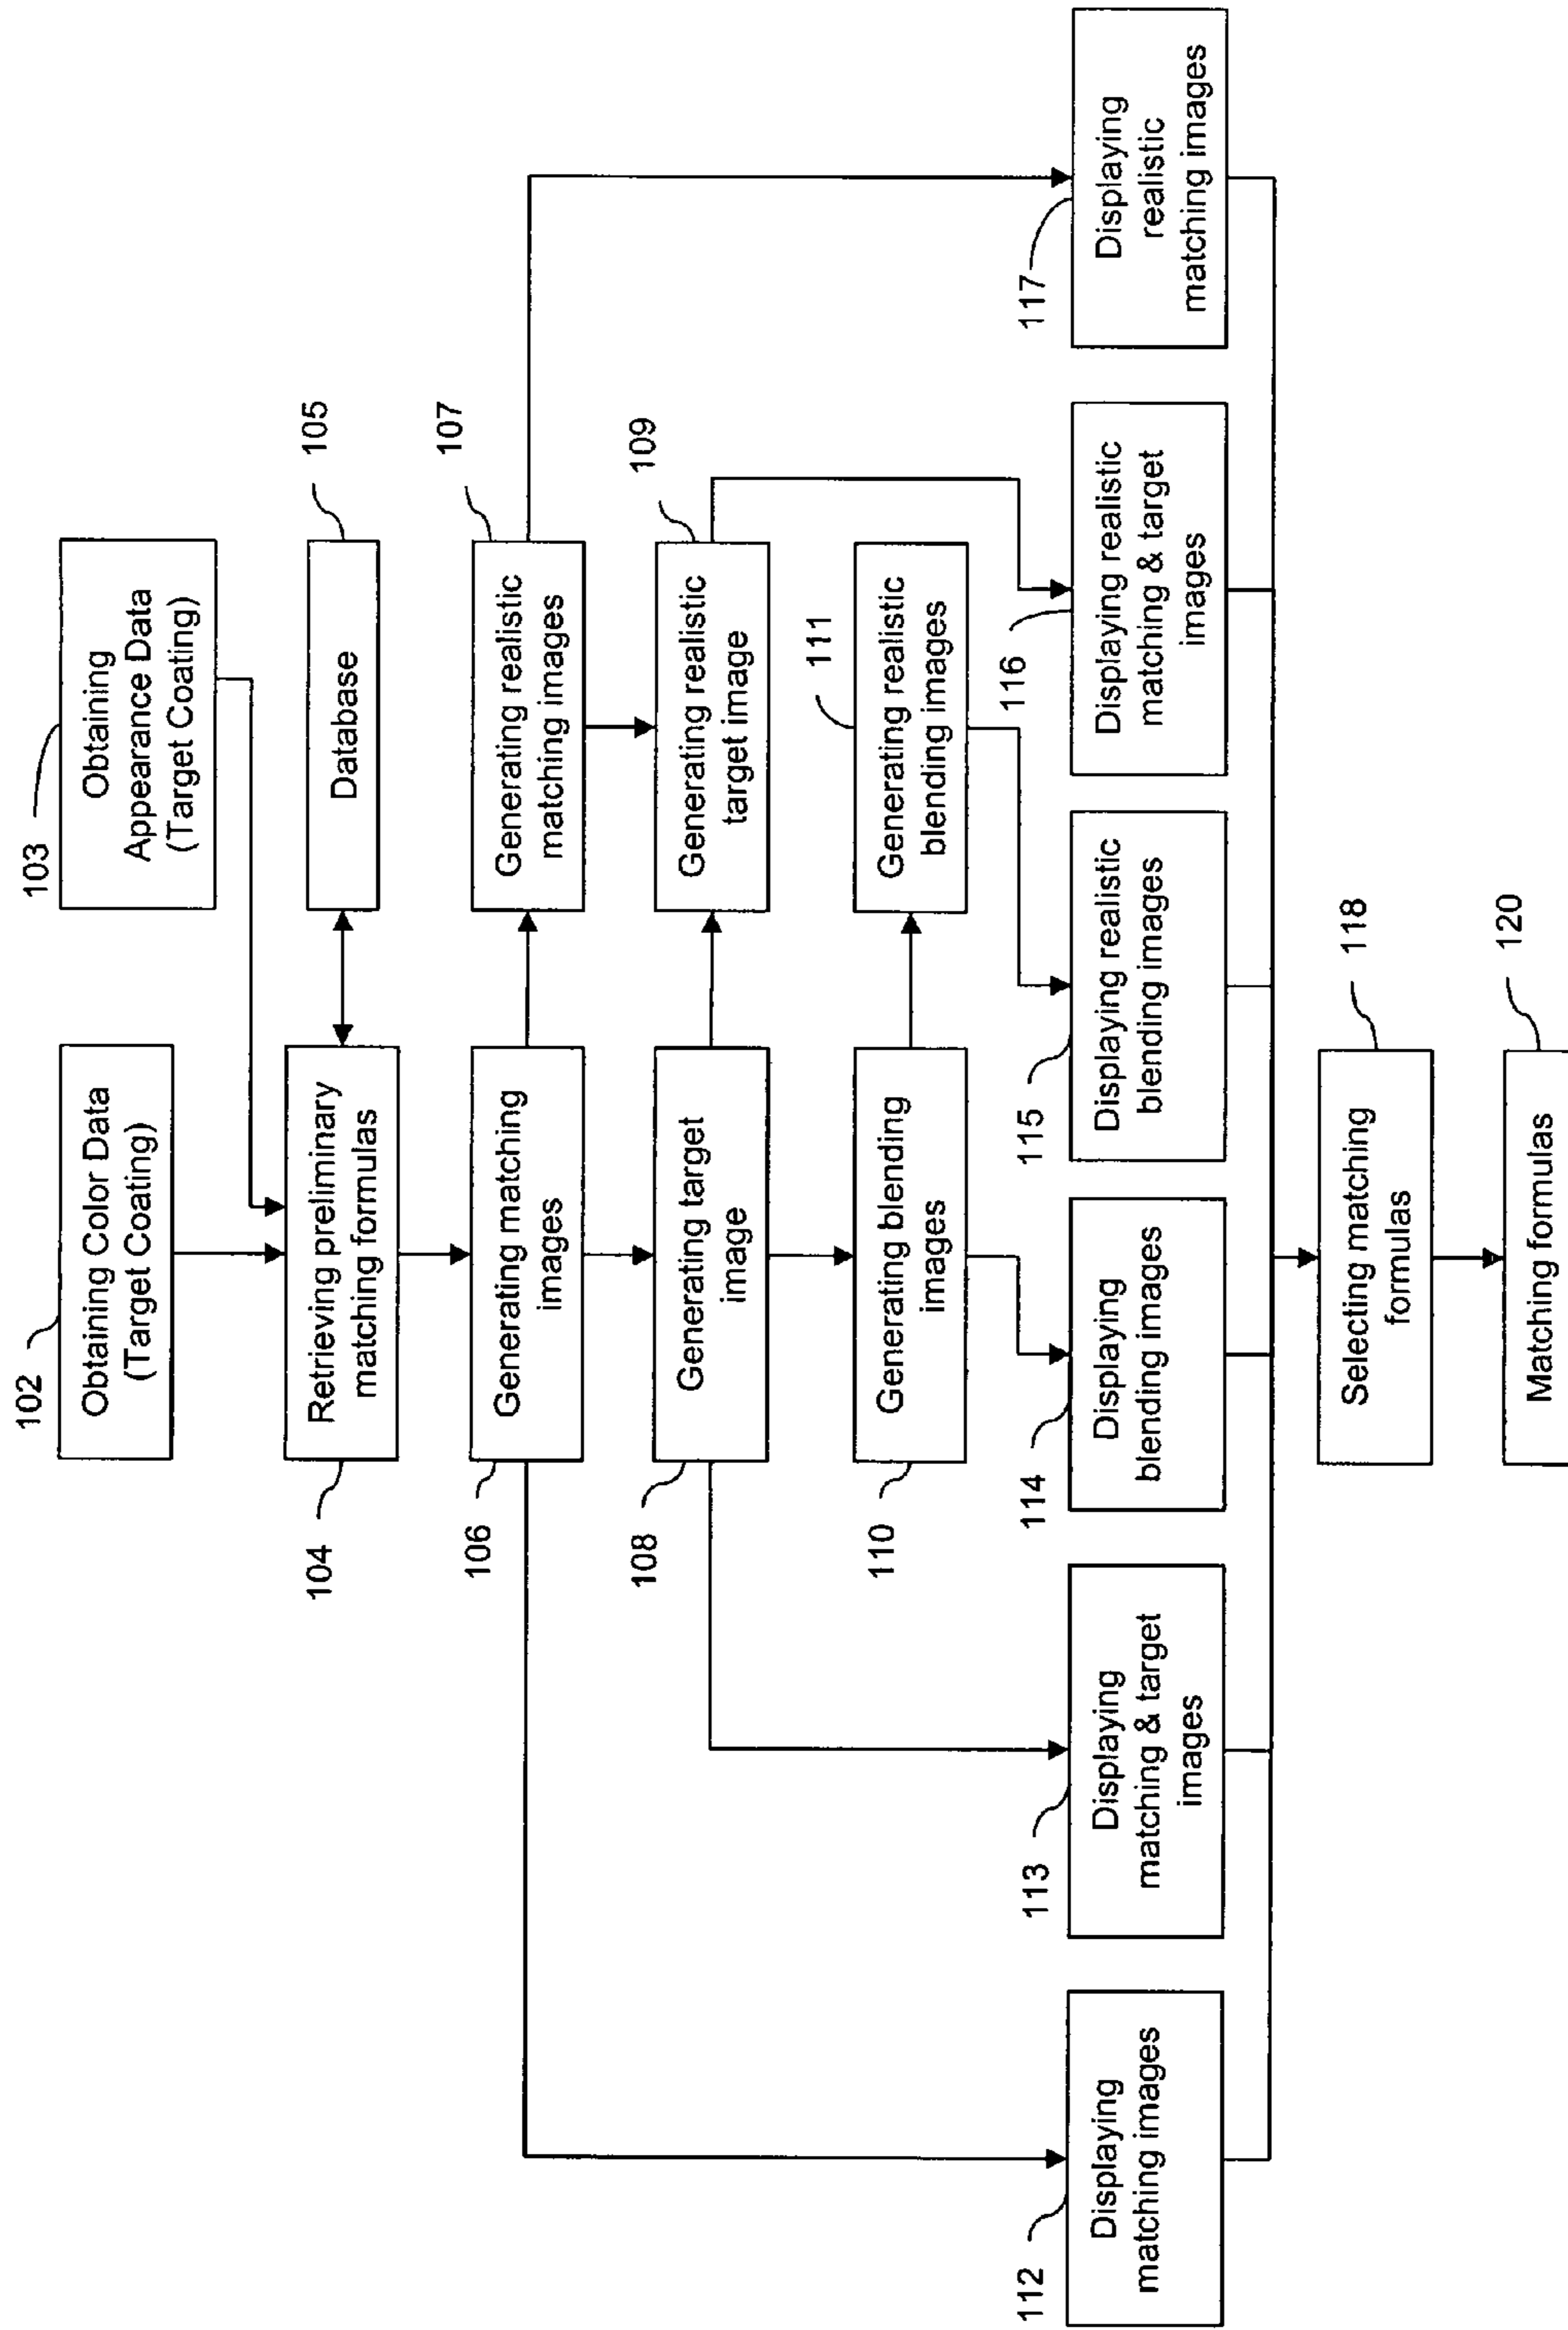 102
Obtaining Color Data
(Target Coating)
103
Obtaining
Appearance Data
(Target Coating)
104
Retrieving preliminary
matching formulas
Database
105
106
Generating matching
images
Generating realistic
matching images
107
108
Generating target
image
Generating realistic
target image
109
110
Generating blending
images
Generating realistic
blending images
111
112
Displaying
matching images
113
Displaying
matching & target
images
114
Displaying
blending images
115
Displaying realistic
blending images
116
Displaying realistic
matching & target
images
117
Displaying
realistic
matching images
Selecting matching
formulas
118
Matching formulas
120